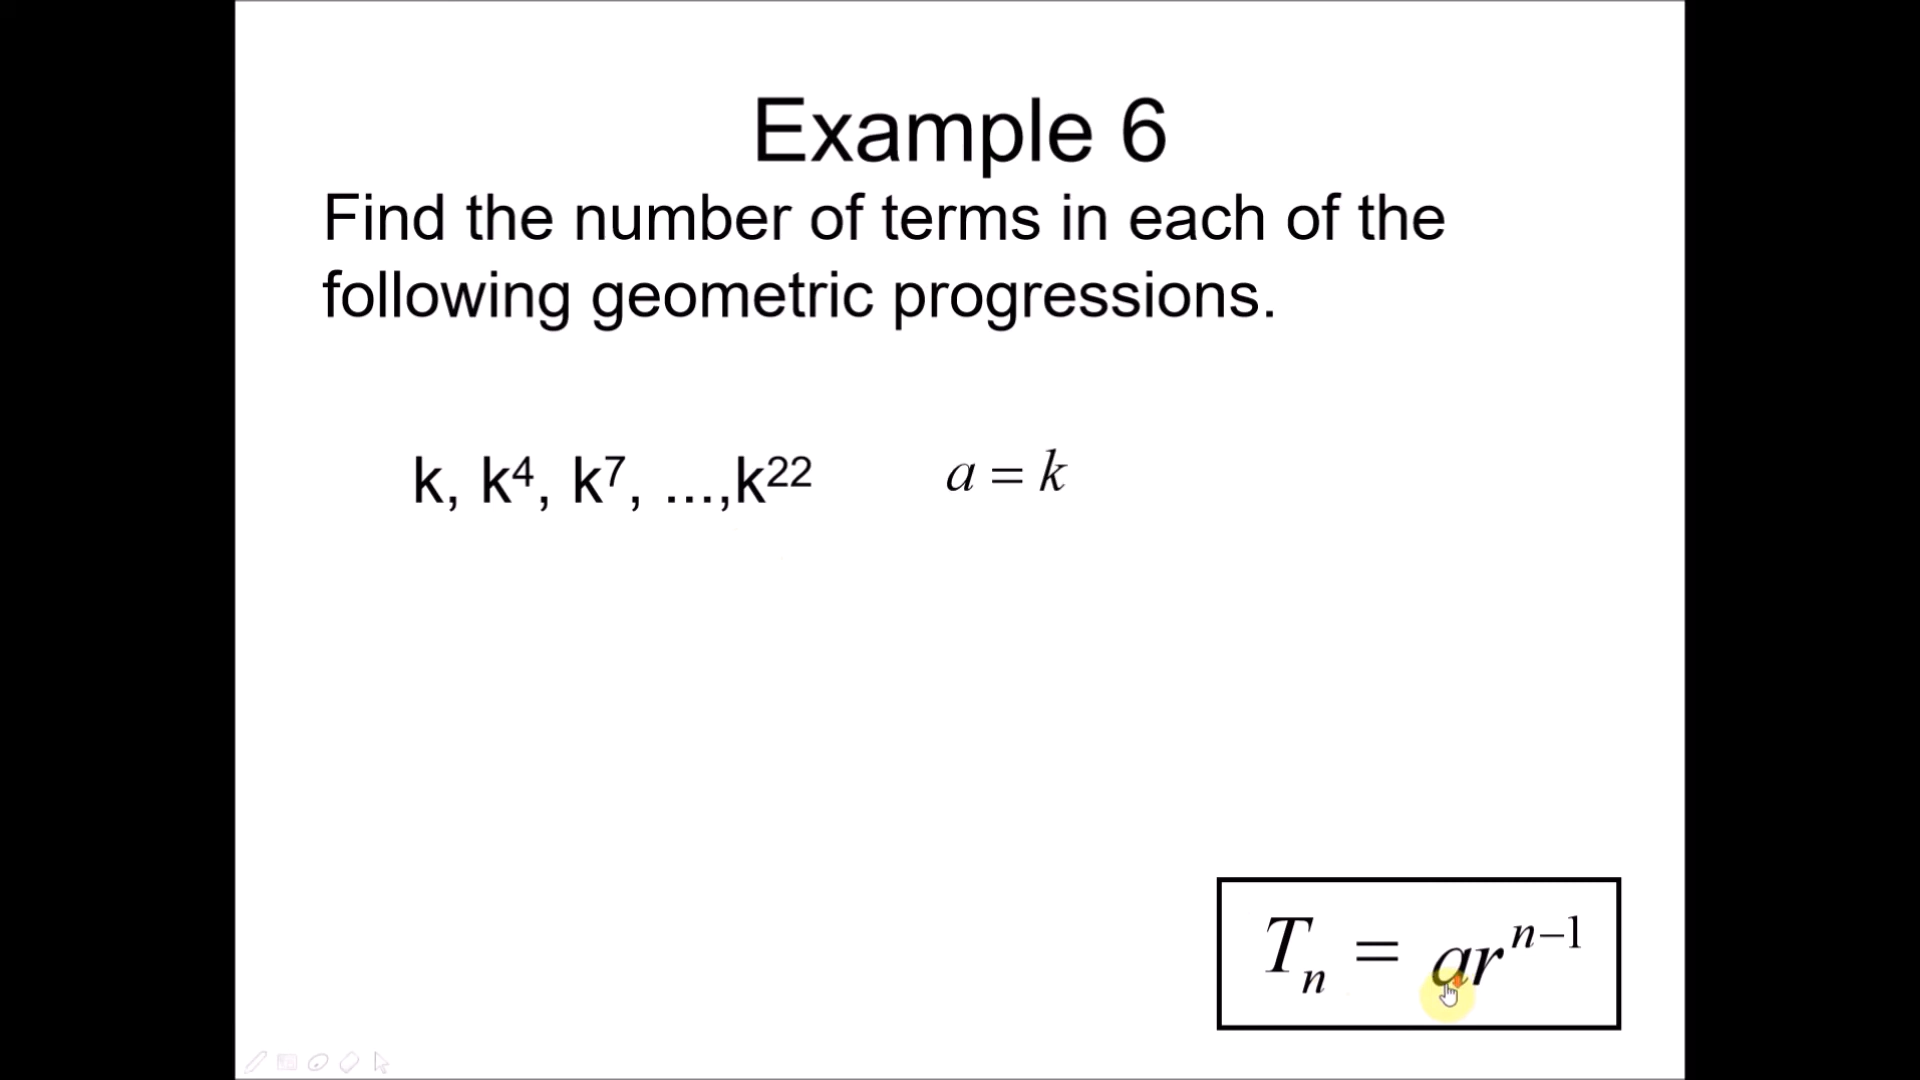 Example 6
Find the number of terms in each of the
following geometric progressions.
k, k⁴, k⁷, ...,k²² a = k
Tₙ = arⁿ⁻¹